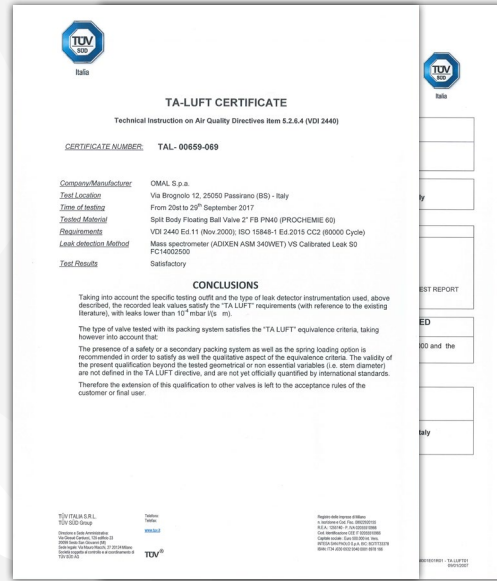 TÜV
SÜD
Italia
TA-LUFT CERTIFICATE
Technical Instruction on Air Quality Directives item 5.2.6.4 (VDI 2440)
CERTIFICATE NUMBER: TAL- 00659-069
Company/Manufacturer OMAL S.p.a.
Test Location Via Brognolo 12, 25050 Passirano (BS) - Italy
Time of testing From 20st to 29th September 2017
Tested Material Split Body Floating Ball Valve 2" FB PN40 (PROCHEMIE 60)
Requirements VDI 2440 Ed.11 (Nov.2000); ISO 15848-1 Ed.2015 CC2 (60000 Cycle)
Leak detection Method Mass spectrometer (ADIXEN ASM 340WET) VS Calibrated Leak S0
FC14002500
Test Results Satisfactory
CONCLUSIONS
Taking into account the specific testing outfit and the type of leak detector instrumentation used, above
described, the recorded leak values satisfy the "TA LUFT" requirements (with reference to the existing
literature), with leaks lower than 10-4 mbar l/(s m).
The type of valve tested with its packing system satisfies the "TA LUFT" equivalence criteria, taking
however into account that:
The presence of a safety or a secondary packing system as well as the spring loading option is
recommended in order to satisfy as well the qualitative aspect of the equivalence criteria. The validity of
the present qualification beyond the tested geometrical or non essential variables (i.e. stem diameter)
are not defined in the TA LUFT directive, and are not yet officially quantified by international standards.
Therefore the extension of this qualification to other valves is left to the acceptance rules of the
customer or final user.
TÜV ITALIA S.R.L.
TÜV SÜD Group
Telefono
Telefax
TÜV®
TÜV
SÜD
Italia
ly
EST REPORT
ED
000 and the
taly